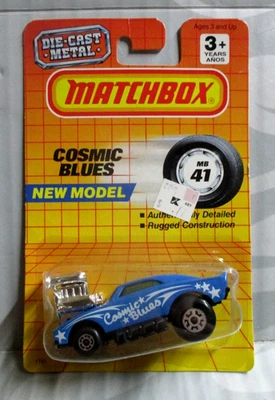 DIE-CAST
METAL
Ages 3 and Up
3+
YEARS
AÑOS
MATCHBOX
COSMIC
BLUES
NEW MODEL
MB
41
Detailed
Rugged Construction
Cosmic
Blues